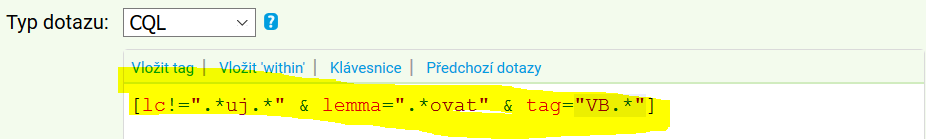 Typ dotazu: CQL ?
Vložit tag | Vložit 'within' | Klávesnice | Předchozí dotazy
[lc!=".*uj.*" & lemma=".*ovat" & tag="VB.*"]